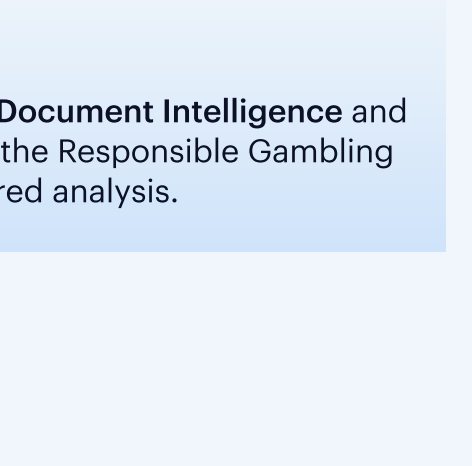 Document Intelligence and
the Responsible Gambling
red analysis.